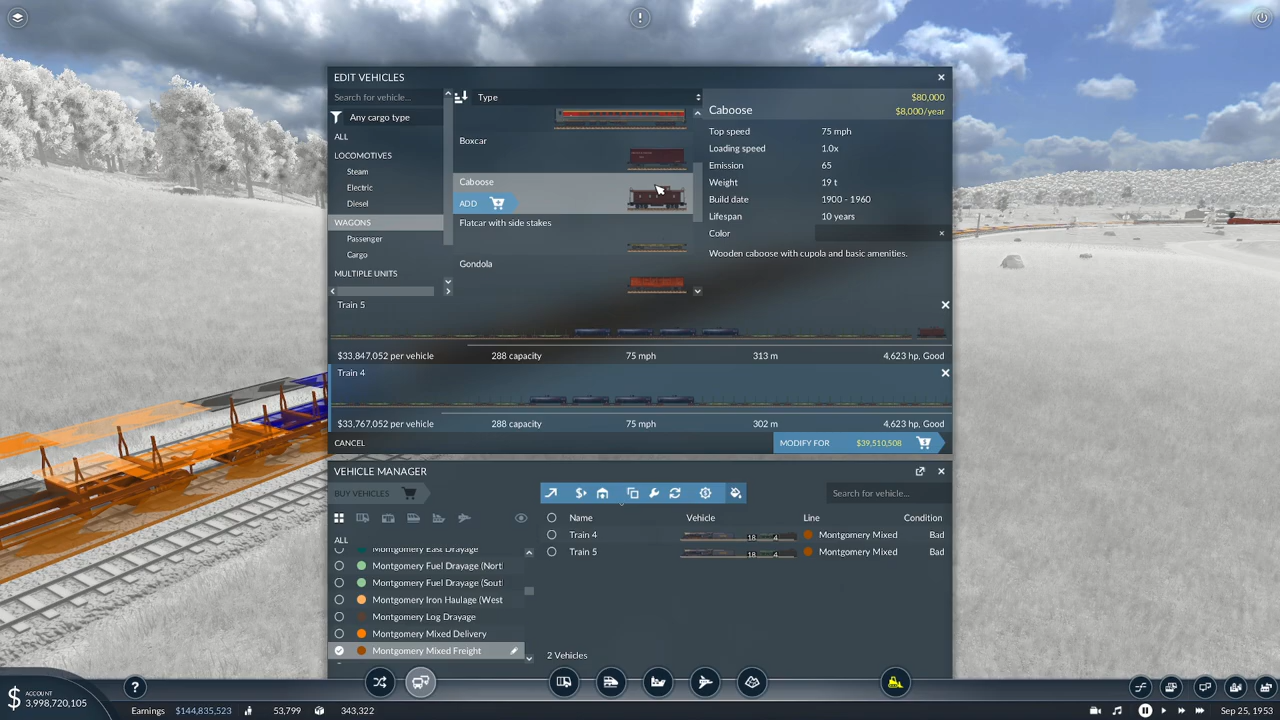 EDIT VEHICLES
Search for vehicle...
Any cargo type
ALL
LOCOMOTIVES
Steam
Electric
Diesel
WAGONS
Passenger
Cargo
MULTIPLE UNITS
Type
Boxcar
Caboose
ADD
Flatcar with side stakes
Gondola
$80,000
Caboose
$8,000/year
Top speed 75 mph
Loading speed 1.0x
Emission 65
Weight 19 t
Build date 1900 - 1960
Lifespan 10 years
Color
Wooden caboose with cupola and basic amenities.
Train 5
$33,847,052 per vehicle 288 capacity 75 mph 313 m 4,623 hp, Good
Train 4
$33,767,052 per vehicle 288 capacity 75 mph 302 m 4,623 hp, Good
CANCEL
MODIFY FOR $39,510,508
VEHICLE MANAGER
BUY VEHICLES
Search for vehicle...
ALL
Montgomery East Drayage
Montgomery Fuel Drayage (Nort
Montgomery Fuel Drayage (Sout
Montgomery Iron Haulage (West
Montgomery Log Drayage
Montgomery Mixed Delivery
Montgomery Mixed Freight
Name Vehicle Line Condition
Train 4 18 4 Montgomery Mixed Bad
Train 5 18 4 Montgomery Mixed Bad
2 Vehicles
$ ACCOUNT
3,998,720,105
?
Earnings $144,835,523 53,799 343,322
Sep 25, 1953